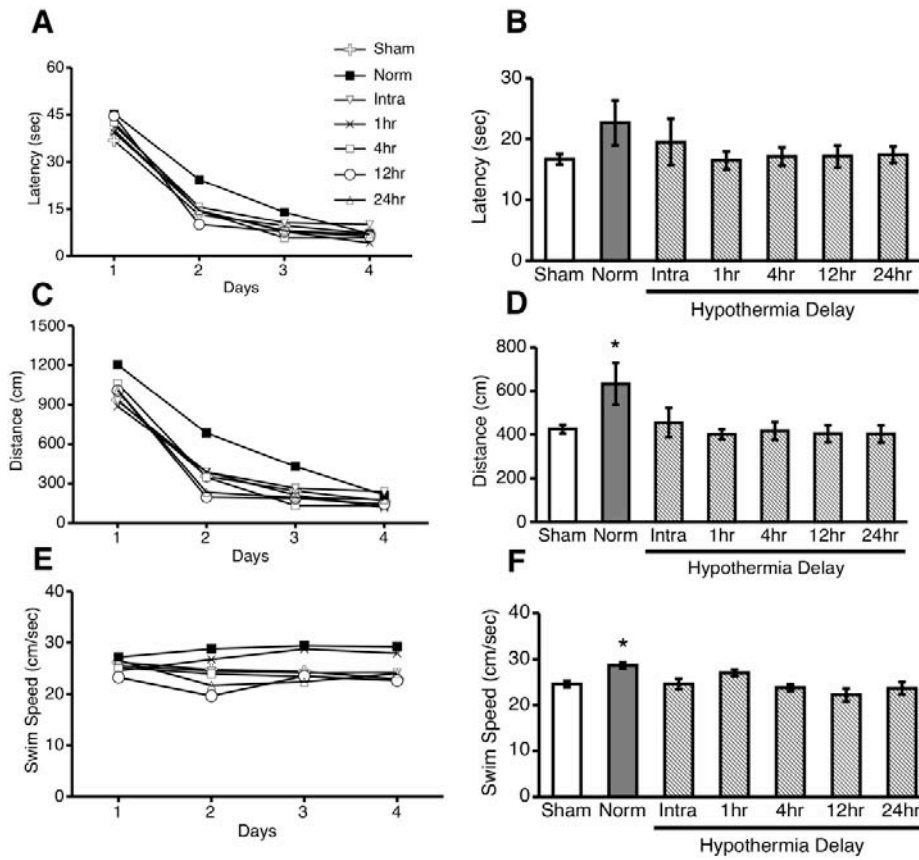 A
Sham
Norm
Intra
1hr
4hr
12hr
24hr
60
45
30
15
0
Latency (sec)
1 2 3 4
Days
B
30
20
10
0
Latency (sec)
Sham Norm Intra 1hr 4hr 12hr 24hr
Hypothermia Delay
C
1500
1200
900
600
300
0
Distance (cm)
1 2 3 4
Days
D
*
800
600
400
200
0
Distance (cm)
Sham Norm Intra 1hr 4hr 12hr 24hr
Hypothermia Delay
E
40
30
20
10
0
Swim Speed (cm/sec)
1 2 3 4
Days
F
*
40
30
20
10
0
Swim Speed (cm/sec)
Sham Norm Intra 1hr 4hr 12hr 24hr
Hypothermia Delay